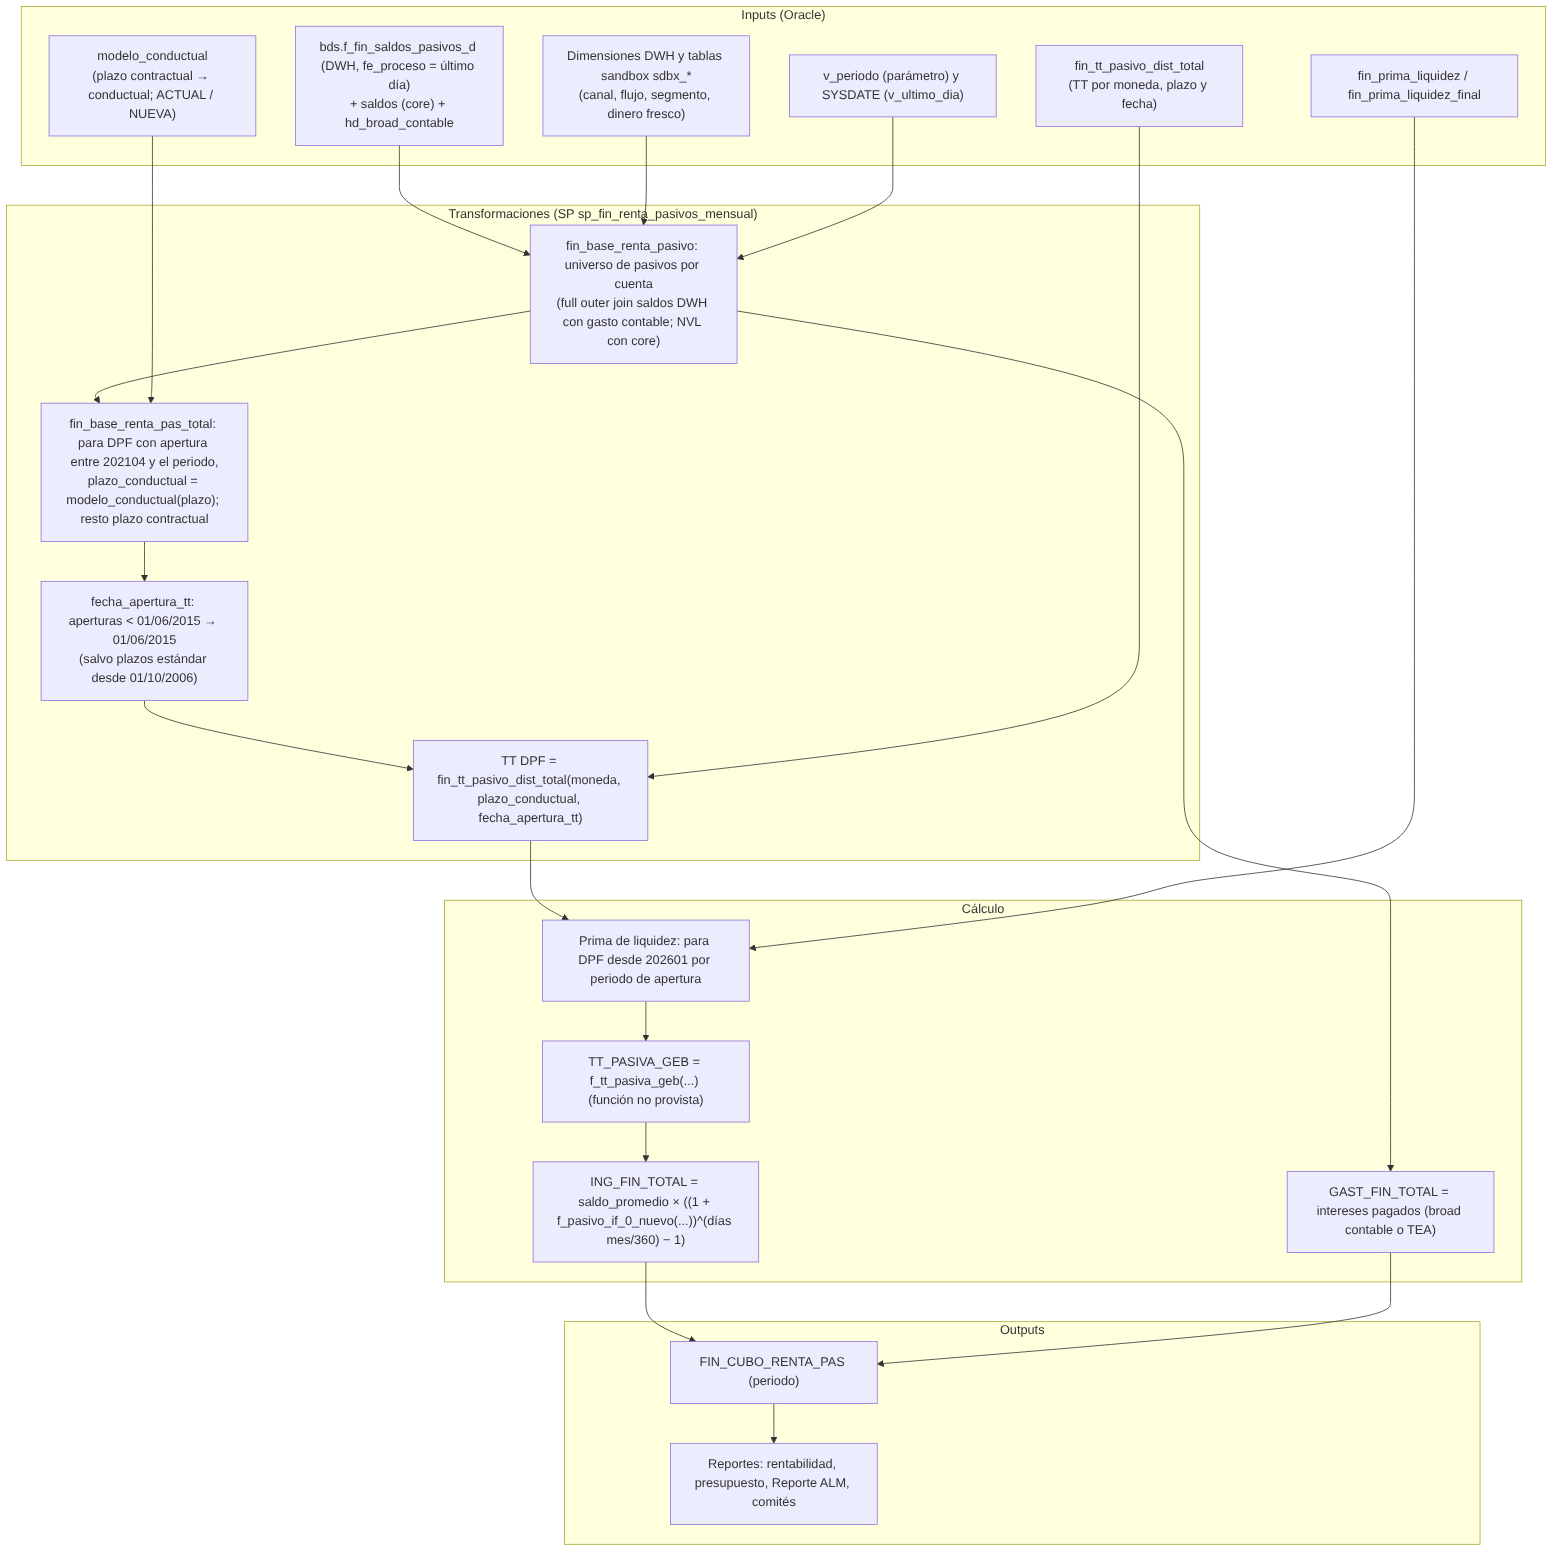 Inputs (Oracle)
modelo_conductual
(plazo contractual →
conductual; ACTUAL /
NUEVA)
bds.f_fin_saldos_pasivos_d
(DWH, fe_proceso = último
día)
+ saldos (core) +
hd_broad_contable
Dimensiones DWH y tablas
sandbox sdbx_*
(canal, flujo, segmento,
dinero fresco)
v_periodo (parámetro) y
SYSDATE (v_ultimo_dia)
fin_tt_pasivo_dist_total
(TT por moneda, plazo y
fecha)
fin_prima_liquidez /
fin_prima_liquidez_final
Transformaciones (SP sp_fin_renta_pasivos_mensual)
fin_base_renta_pasivo:
universo de pasivos por
cuenta
(full outer join saldos DWH
con gasto contable; NVL
con core)
fin_base_renta_pas_total:
para DPF con apertura
entre 202104 y el periodo,
plazo_conductual =
modelo_conductual(plazo);
resto plazo contractual
fecha_apertura_tt:
aperturas < 01/06/2015 →
01/06/2015
(salvo plazos estándar
desde 01/10/2006)
TT DPF =
fin_tt_pasivo_dist_total(moneda,
plazo_conductual,
fecha_apertura_tt)
Cálculo
Prima de liquidez: para
DPF desde 202601 por
periodo de apertura
TT_PASIVA_GEB =
f_tt_pasiva_geb(...)
(función no provista)
ING_FIN_TOTAL =
saldo_promedio × ((1 +
f_pasivo_if_0_nuevo(...))^(días
mes/360) − 1)
GAST_FIN_TOTAL =
intereses pagados (broad
contable o TEA)
Outputs
FIN_CUBO_RENTA_PAS
(periodo)
Reportes: rentabilidad,
presupuesto, Reporte ALM,
comités